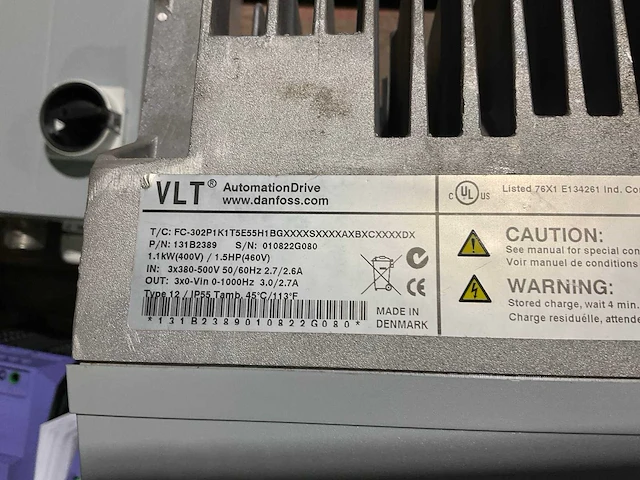 VLT® AutomationDrive
www.danfoss.com
T/C: FC-302P1K1T5E55H1BGXXXXSXXXXAXBXCXXXXDX
P/N: 131B2389 S/N: 010822G080
1.1kW(400V) / 1.5HP(460V)
IN: 3x380-500V 50/60Hz 2.7/2.6A
OUT: 3x0-Vin 0-1000Hz 3.0/2.7A
Type 12 / IP55 Tamb. 45°C/113°F
*131B2389010822G080*
MADE IN
DENMARK
CE
c UL US Listed 76X1 E134261 Ind. Co
CAUTION:
See manual for special con
Voir manuel de conditions
WARNING:
Stored charge, wait 4 min.
Charge residuélle, attende